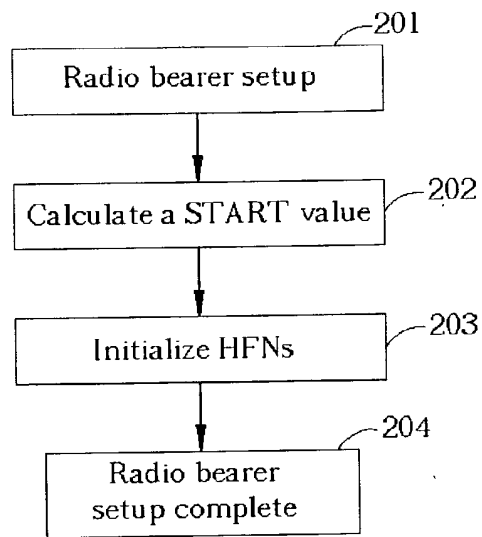 201
Radio bearer setup
202
Calculate a START value
203
Initialize HFNs
204
Radio bearer
setup complete